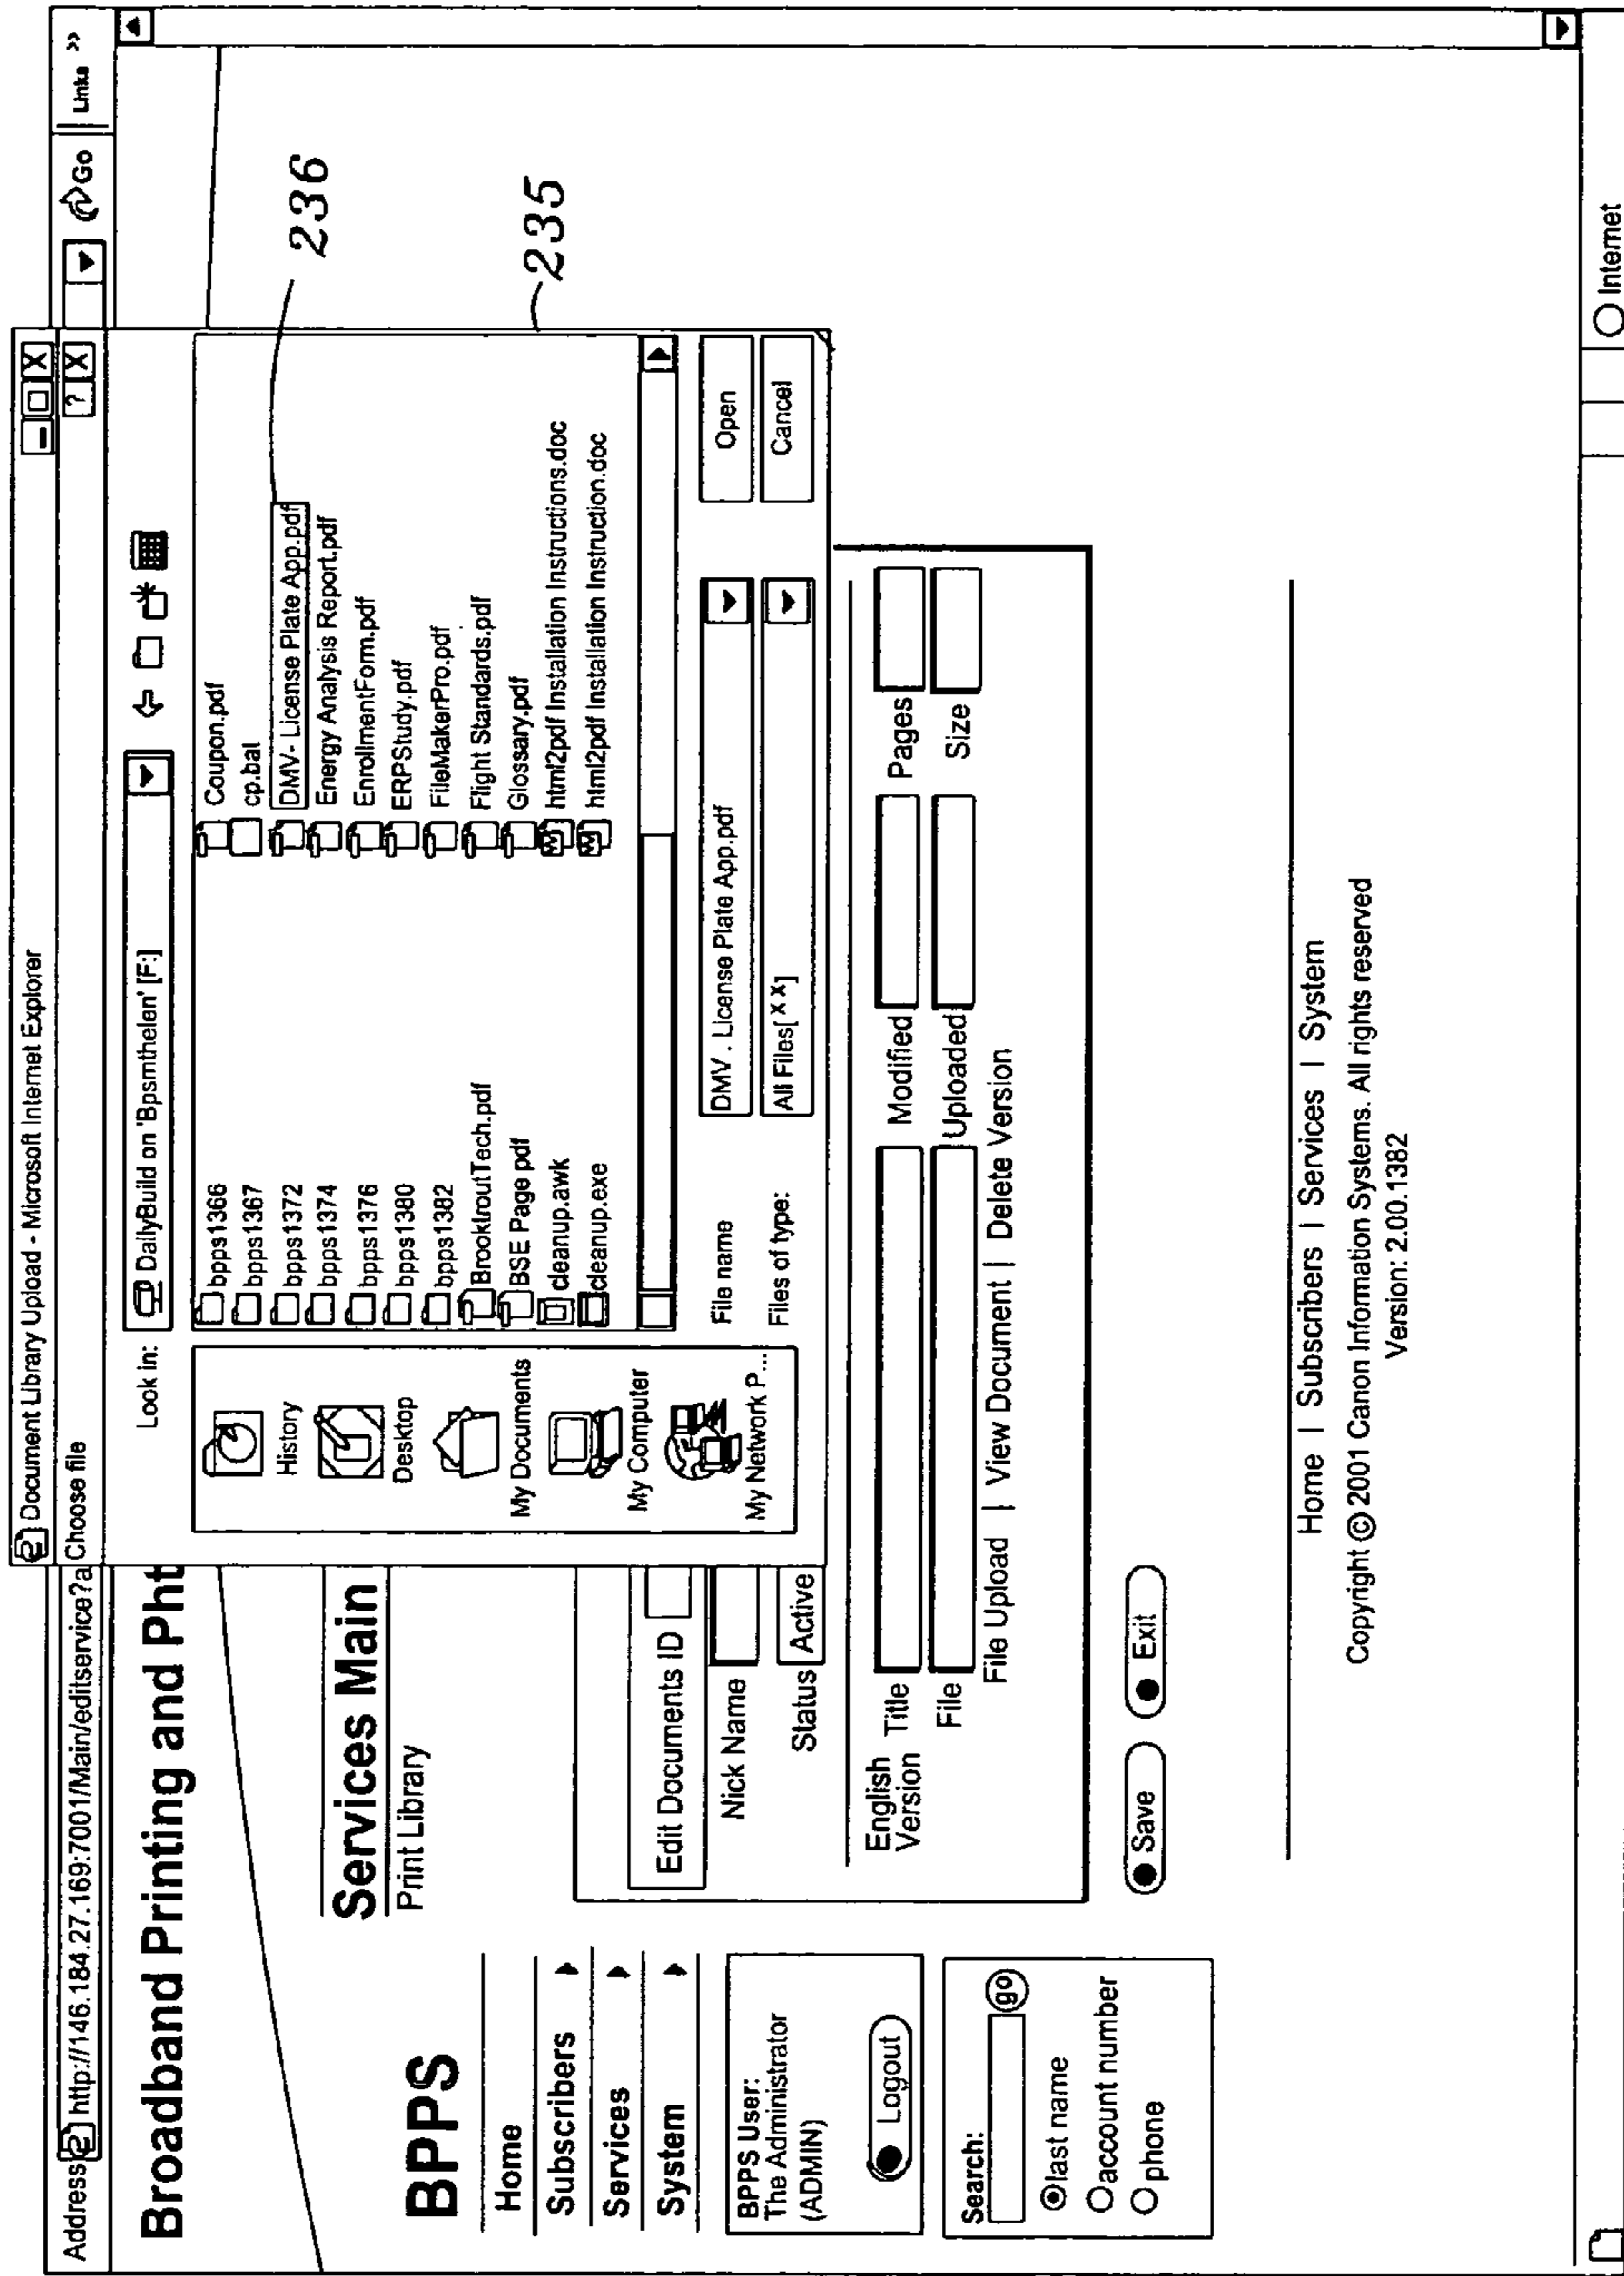 Document Library Upload - Microsoft Internet Explorer
Address http://146.184.27.169:7001/Main/editservice?a
Choose file
? X
Go
Links »
Broadband Printing and Pht
Look in:
DailyBuild on 'Bpsmthelen' [F:]
History
Desktop
My Documents
My Computer
My Network P...
bpps1366
bpps1367
bpps1372
bpps1374
bpps1376
bpps1380
bpps1382
BrooktroutTech.pdf
BSE Page pdf
cleanup.awk
cleanup.exe
Coupon.pdf
cp.bal
DMV- License Plate App.pdf
Energy Analysis Report.pdf
EnrollmentForm.pdf
ERPStudy.pdf
FileMakerPro.pdf
Flight Standards.pdf
Glossary.pdf
html2pdf Installation Instructions.doc
html2pdf Installation Instruction.doc
File name
DMV . License Plate App.pdf
Open
Files of type:
All Files[ x x]
Cancel
236
235
Services Main
Print Library
BPPS
Home
Subscribers
Services
System
BPPS User:
The Administrator
(ADMIN)
Logout
Search:
go
last name
account number
phone
Edit Documents ID
Nick Name
Status Active
English
Version
Title
Modified
Pages
File
Uploaded
Size
File Upload | View Document | Delete Version
Save
Exit
Home | Subscribers | Services | System
Copyright © 2001 Canon Information Systems. All rights reserved
Version: 2.00.1382
Internet